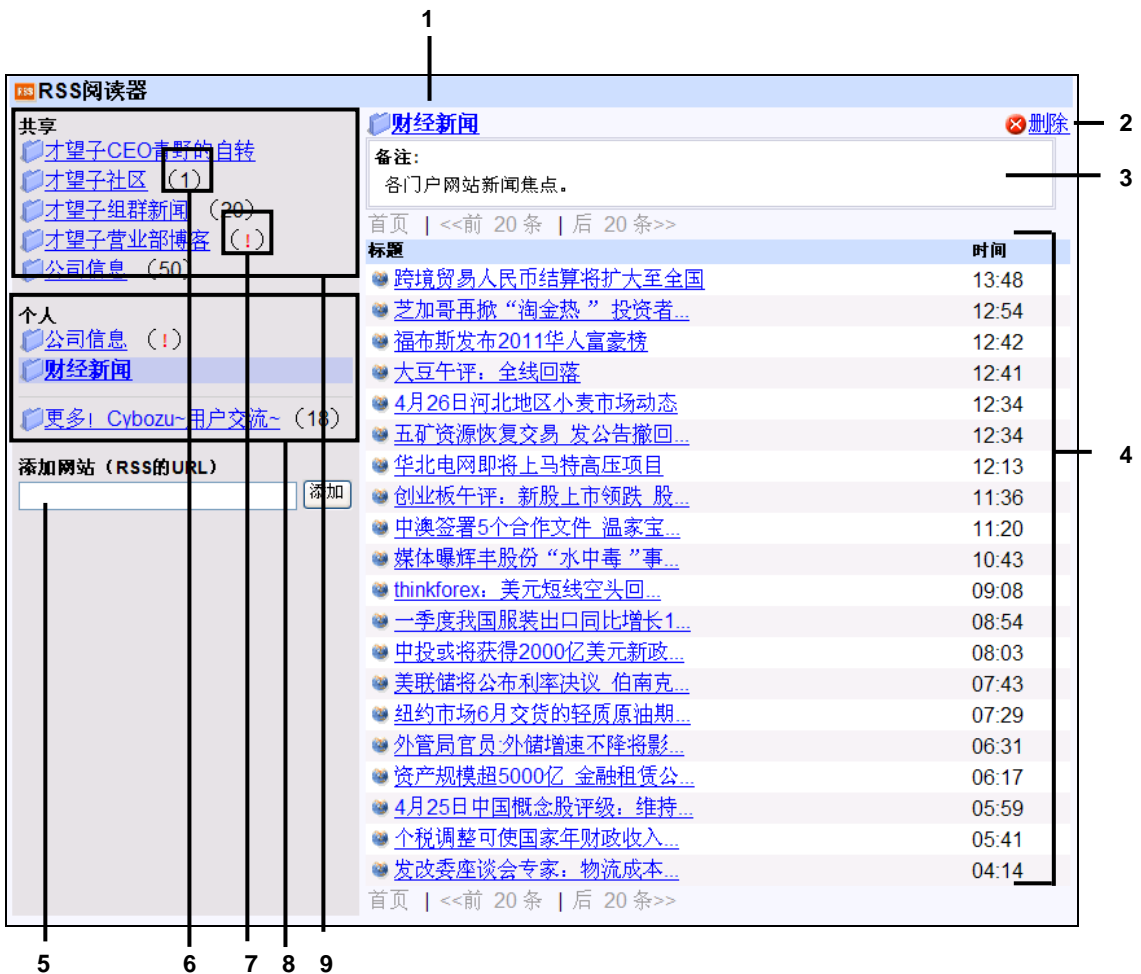 1
RSS阅读器
共享
才望子CEO青野的自转
才望子社区 （1）
才望子组群新闻 （20）
才望子营业部博客 （!）
公司信息 （50）
个人
公司信息 （!）
财经新闻
更多! Cybozu~用户交流~ （18）
添加网站（RSS的URL）
添加
财经新闻
删除
2
备注:
各门户网站新闻焦点。
3
首页 | <<前 20条 | 后 20条>>
标题 时间
跨境贸易人民币结算将扩大至全国 13:48
芝加哥再掀“淘金热 ”投资者... 12:54
福布斯发布2011华人富豪榜 12:42
大豆午评：全线回落 12:41
4月26日河北地区小麦市场动态 12:34
五矿资源恢复交易 发公告撤回... 12:34
华北电网即将上马特高压项目 12:13
创业板午评：新股上市领跌 股... 11:36
中澳签署5个合作文件 温家宝... 11:20
媒体曝辉丰股份“水中毒 ”事... 10:43
thinkforex：美元短线空头回... 09:08
一季度我国服装出口同比增长1... 08:54
中投或将获得2000亿美元新政... 08:03
美联储将公布利率决议 伯南克... 07:43
纽约市场6月交货的轻质原油期... 07:29
外管局官员:外储增速不降将影... 06:31
资产规模超5000亿 金融租赁公... 06:17
4月25日中国概念股评级：维持... 05:59
个税调整可使国家年财政收入... 05:41
发改委座谈会专家：物流成本... 04:14
首页 | <<前 20条 | 后 20条>>
4
5 6 7 8 9